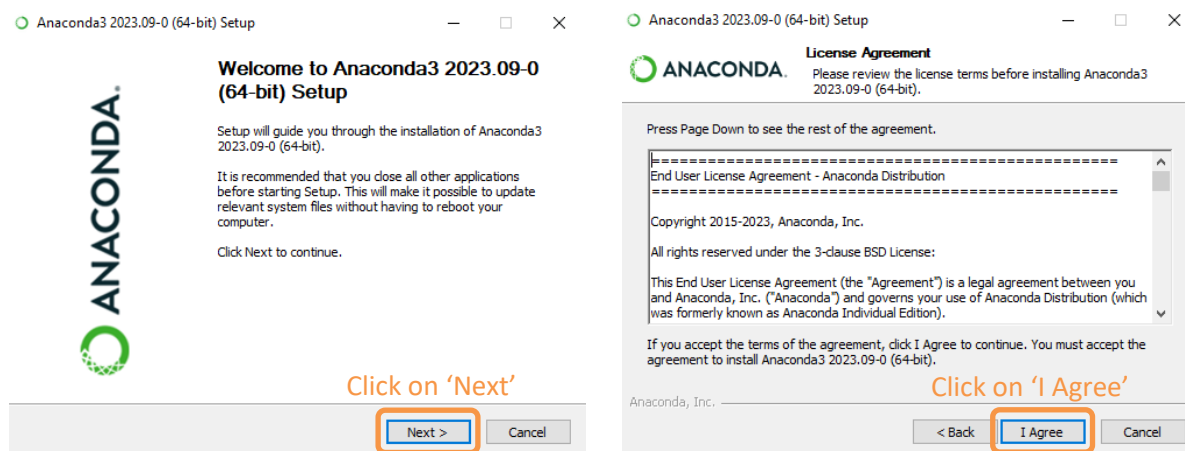 Anaconda3 2023.09-0 (64-bit) Setup
ANACONDA.
Welcome to Anaconda3 2023.09-0
(64-bit) Setup
Setup will guide you through the installation of Anaconda3
2023.09-0 (64-bit).
It is recommended that you close all other applications
before starting Setup. This will make it possible to update
relevant system files without having to reboot your
computer.
Click Next to continue.
Click on ‘Next’
Next >
Cancel
Anaconda3 2023.09-0 (64-bit) Setup
ANACONDA.
License Agreement
Please review the license terms before installing Anaconda3
2023.09-0 (64-bit).
Press Page Down to see the rest of the agreement.
==================================================
End User License Agreement - Anaconda Distribution
==================================================
Copyright 2015-2023, Anaconda, Inc.
All rights reserved under the 3-clause BSD License:
This End User License Agreement (the "Agreement") is a legal agreement between you
and Anaconda, Inc. ("Anaconda") and governs your use of Anaconda Distribution (which
was formerly known as Anaconda Individual Edition).
If you accept the terms of the agreement, click I Agree to continue. You must accept the
agreement to install Anaconda3 2023.09-0 (64-bit).
Click on ‘I Agree’
Anaconda, Inc.
< Back
I Agree
Cancel